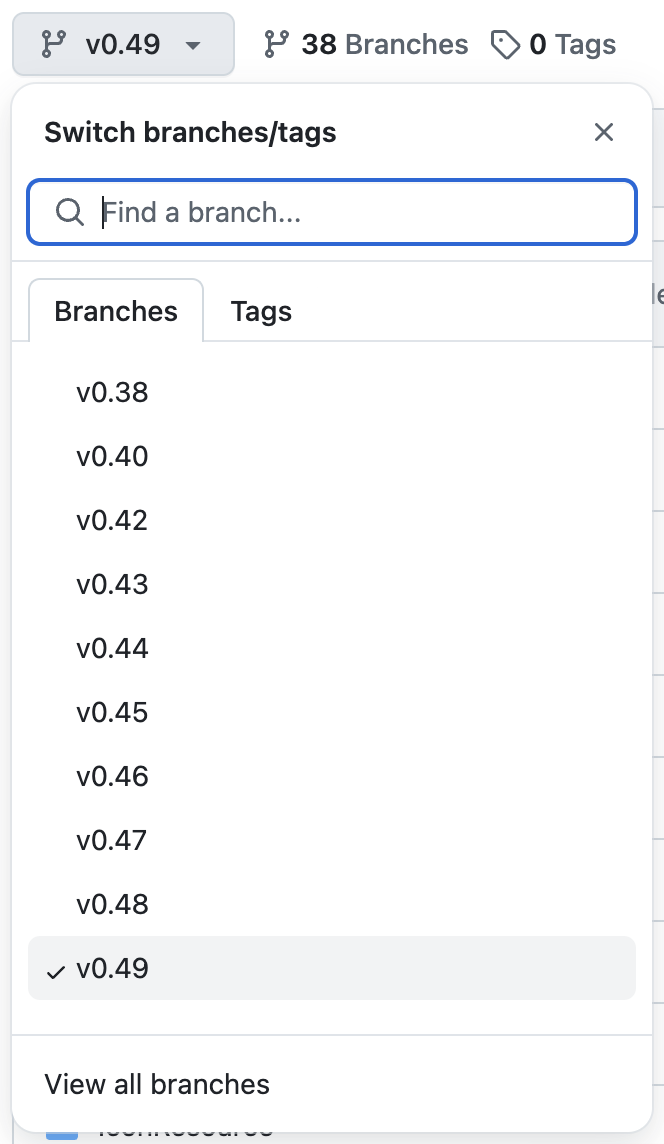 v0.49 38 Branches 0 Tags
Switch branches/tags
Find a branch...
Branches Tags
v0.38
v0.40
v0.42
v0.43
v0.44
v0.45
v0.46
v0.47
v0.48
v0.49
View all branches